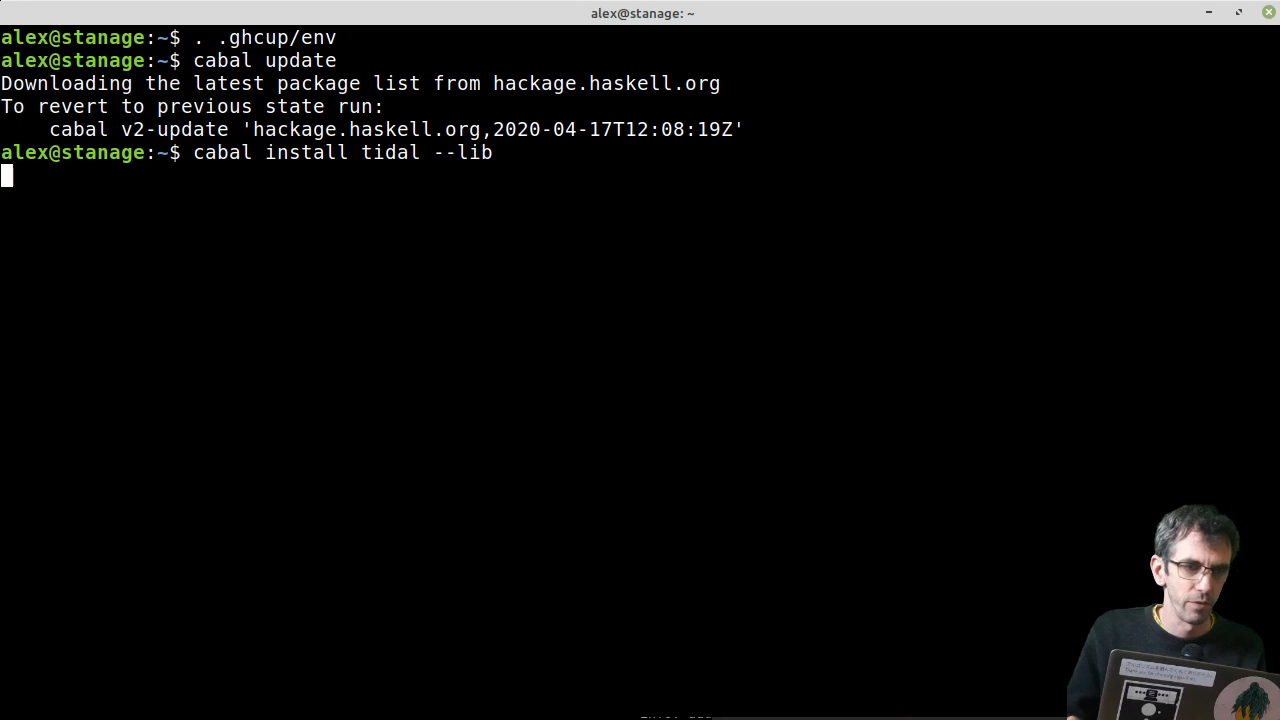 alex@stanage: ~
alex@stanage:~$ . .ghcup/env
alex@stanage:~$ cabal update
Downloading the latest package list from hackage.haskell.org
To revert to previous state run:
    cabal v2-update 'hackage.haskell.org,2020-04-17T12:08:19Z'
alex@stanage:~$ cabal install tidal --lib